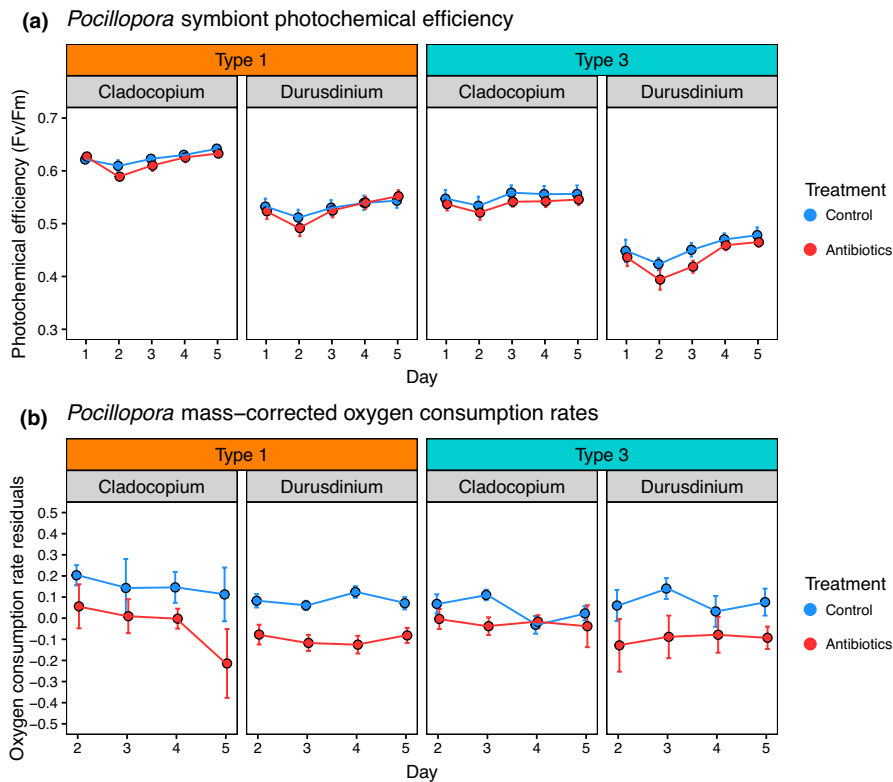 (a) Pocillopora symbiont photochemical efficiency
Type 1 Type 3
Cladocopium Durusdinium Cladocopium Durusdinium
Photochemical efficiency (Fv/Fm)
0.7
0.6
0.5
0.4
0.3
1 2 3 4 5 1 2 3 4 5 1 2 3 4 5 1 2 3 4 5
Day
Treatment
Control
Antibiotics
(b) Pocillopora mass−corrected oxygen consumption rates
Type 1 Type 3
Cladocopium Durusdinium Cladocopium Durusdinium
Oxygen consumption rate residuals
0.5
0.4
0.3
0.2
0.1
0.0
−0.1
−0.2
−0.3
−0.4
−0.5
2 3 4 5 2 3 4 5 2 3 4 5 2 3 4 5
Day
Treatment
Control
Antibiotics